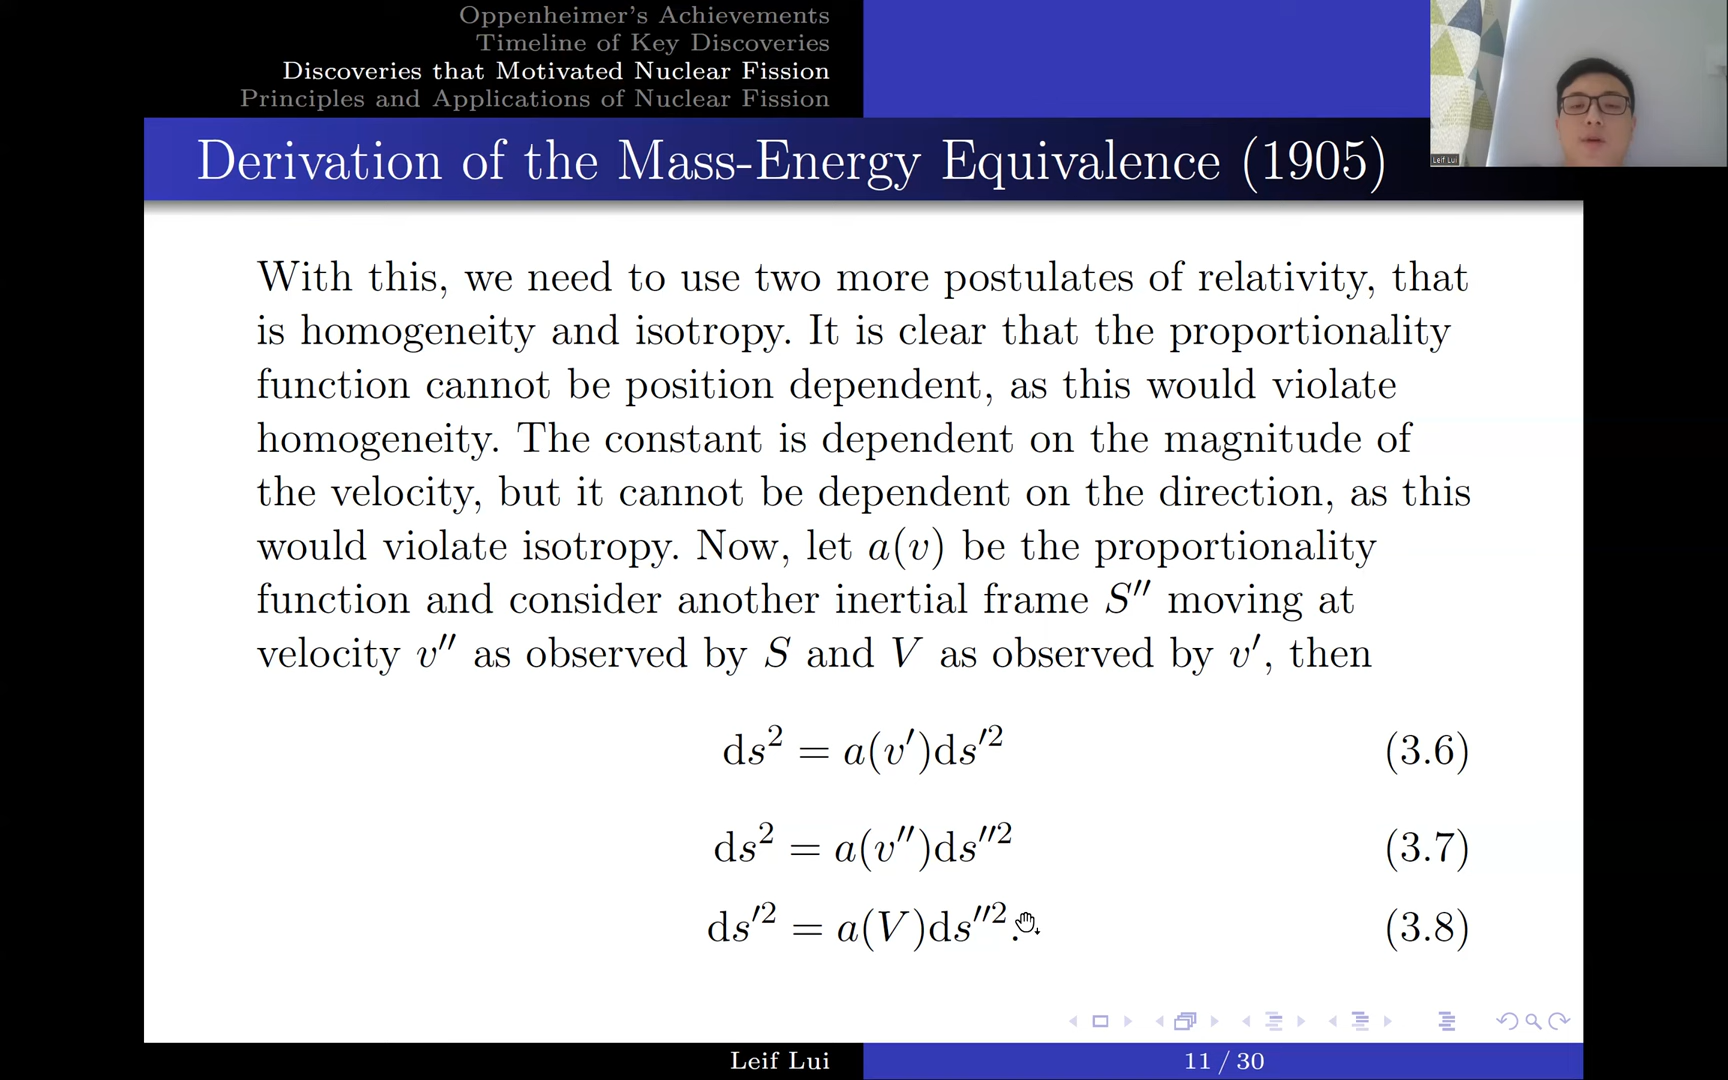 Oppenheimer's Achievements
Timeline of Key Discoveries
Discoveries that Motivated Nuclear Fission
Principles and Applications of Nuclear Fission
Leif Lui
Derivation of the Mass-Energy Equivalence (1905)
With this, we need to use two more postulates of relativity, that
is homogeneity and isotropy. It is clear that the proportionality
function cannot be position dependent, as this would violate
homogeneity. The constant is dependent on the magnitude of
the velocity, but it cannot be dependent on the direction, as this
would violate isotropy. Now, let a(v) be the proportionality
function and consider another inertial frame S″ moving at
velocity v″ as observed by S and V as observed by v′, then
ds² = a(v′)ds′² (3.6)
ds² = a(v″)ds″² (3.7)
ds′² = a(V)ds″². (3.8)
Leif Lui 11 / 30